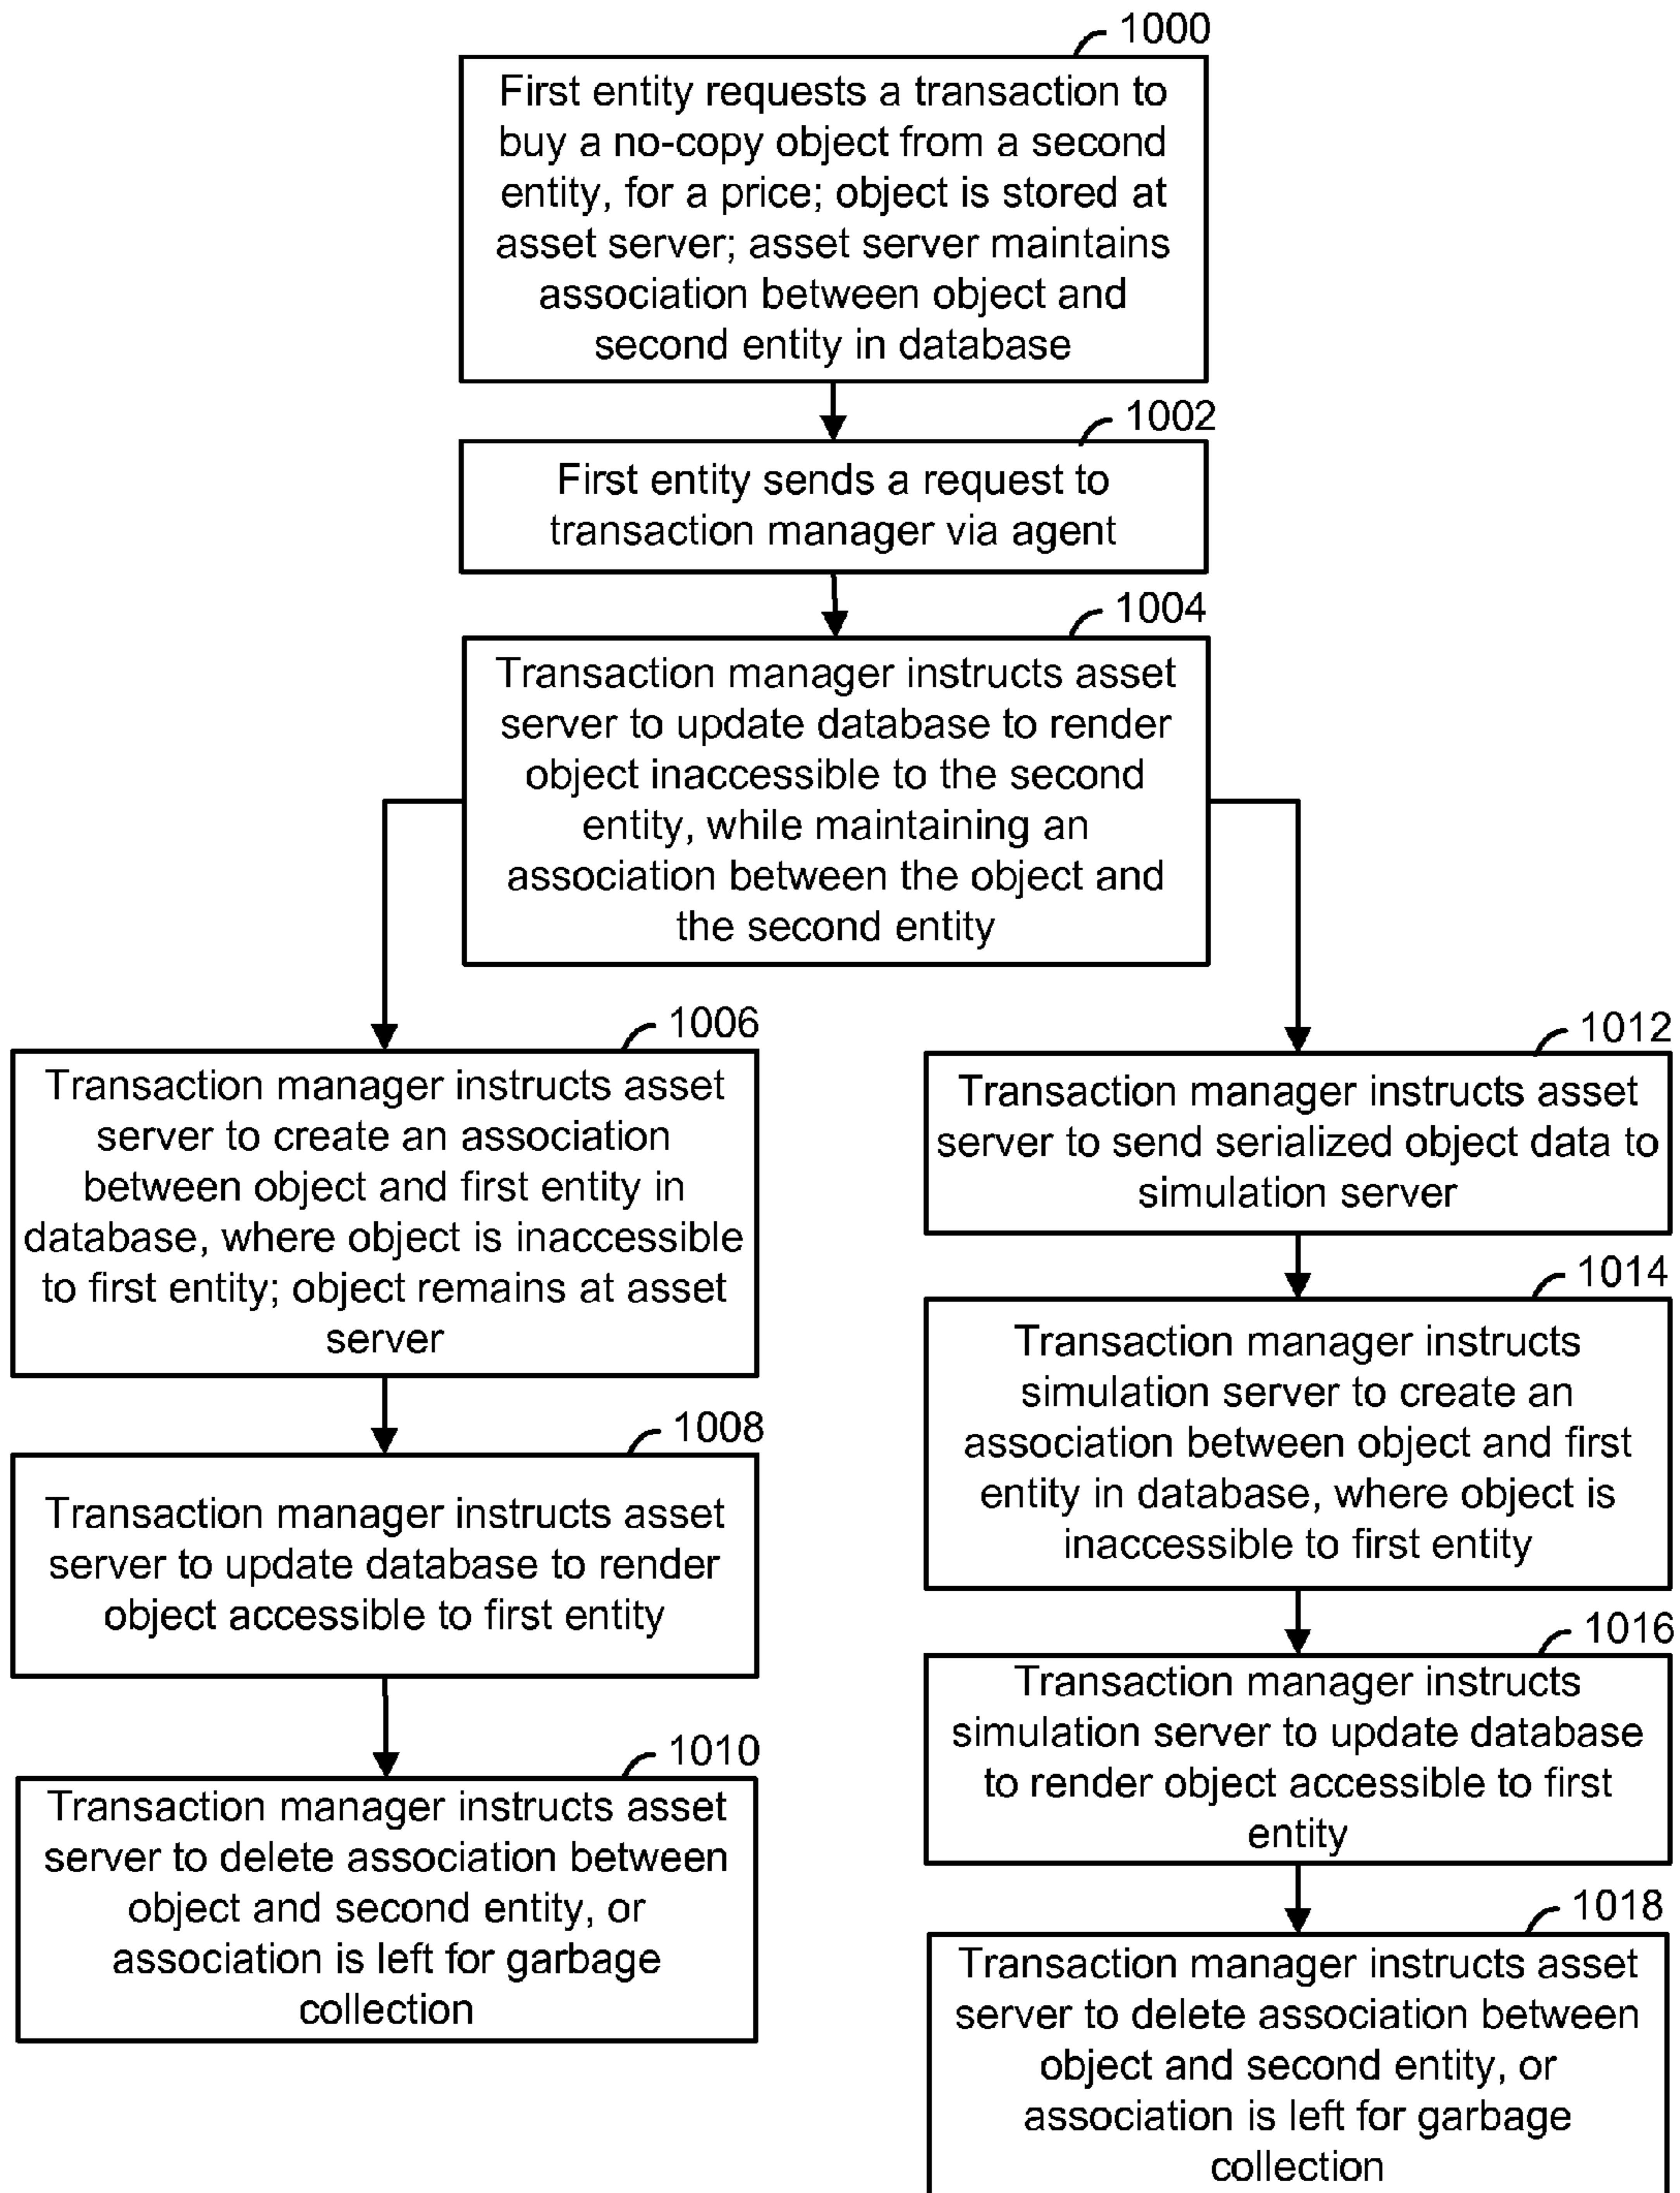 1000
First entity requests a transaction to
buy a no-copy object from a second
entity, for a price; object is stored at
asset server; asset server maintains
association between object and
second entity in database
1002
First entity sends a request to
transaction manager via agent
1004
Transaction manager instructs asset
server to update database to render
object inaccessible to the second
entity, while maintaining an
association between the object and
the second entity
1006
Transaction manager instructs asset
server to create an association
between object and first entity in
database, where object is inaccessible
to first entity; object remains at asset
server
1008
Transaction manager instructs asset
server to update database to render
object accessible to first entity
1010
Transaction manager instructs asset
server to delete association between
object and second entity, or
association is left for garbage
collection
1012
Transaction manager instructs asset
server to send serialized object data to
simulation server
1014
Transaction manager instructs
simulation server to create an
association between object and first
entity in database, where object is
inaccessible to first entity
1016
Transaction manager instructs
simulation server to update database
to render object accessible to first
entity
1018
Transaction manager instructs asset
server to delete association between
object and second entity, or
association is left for garbage
collection